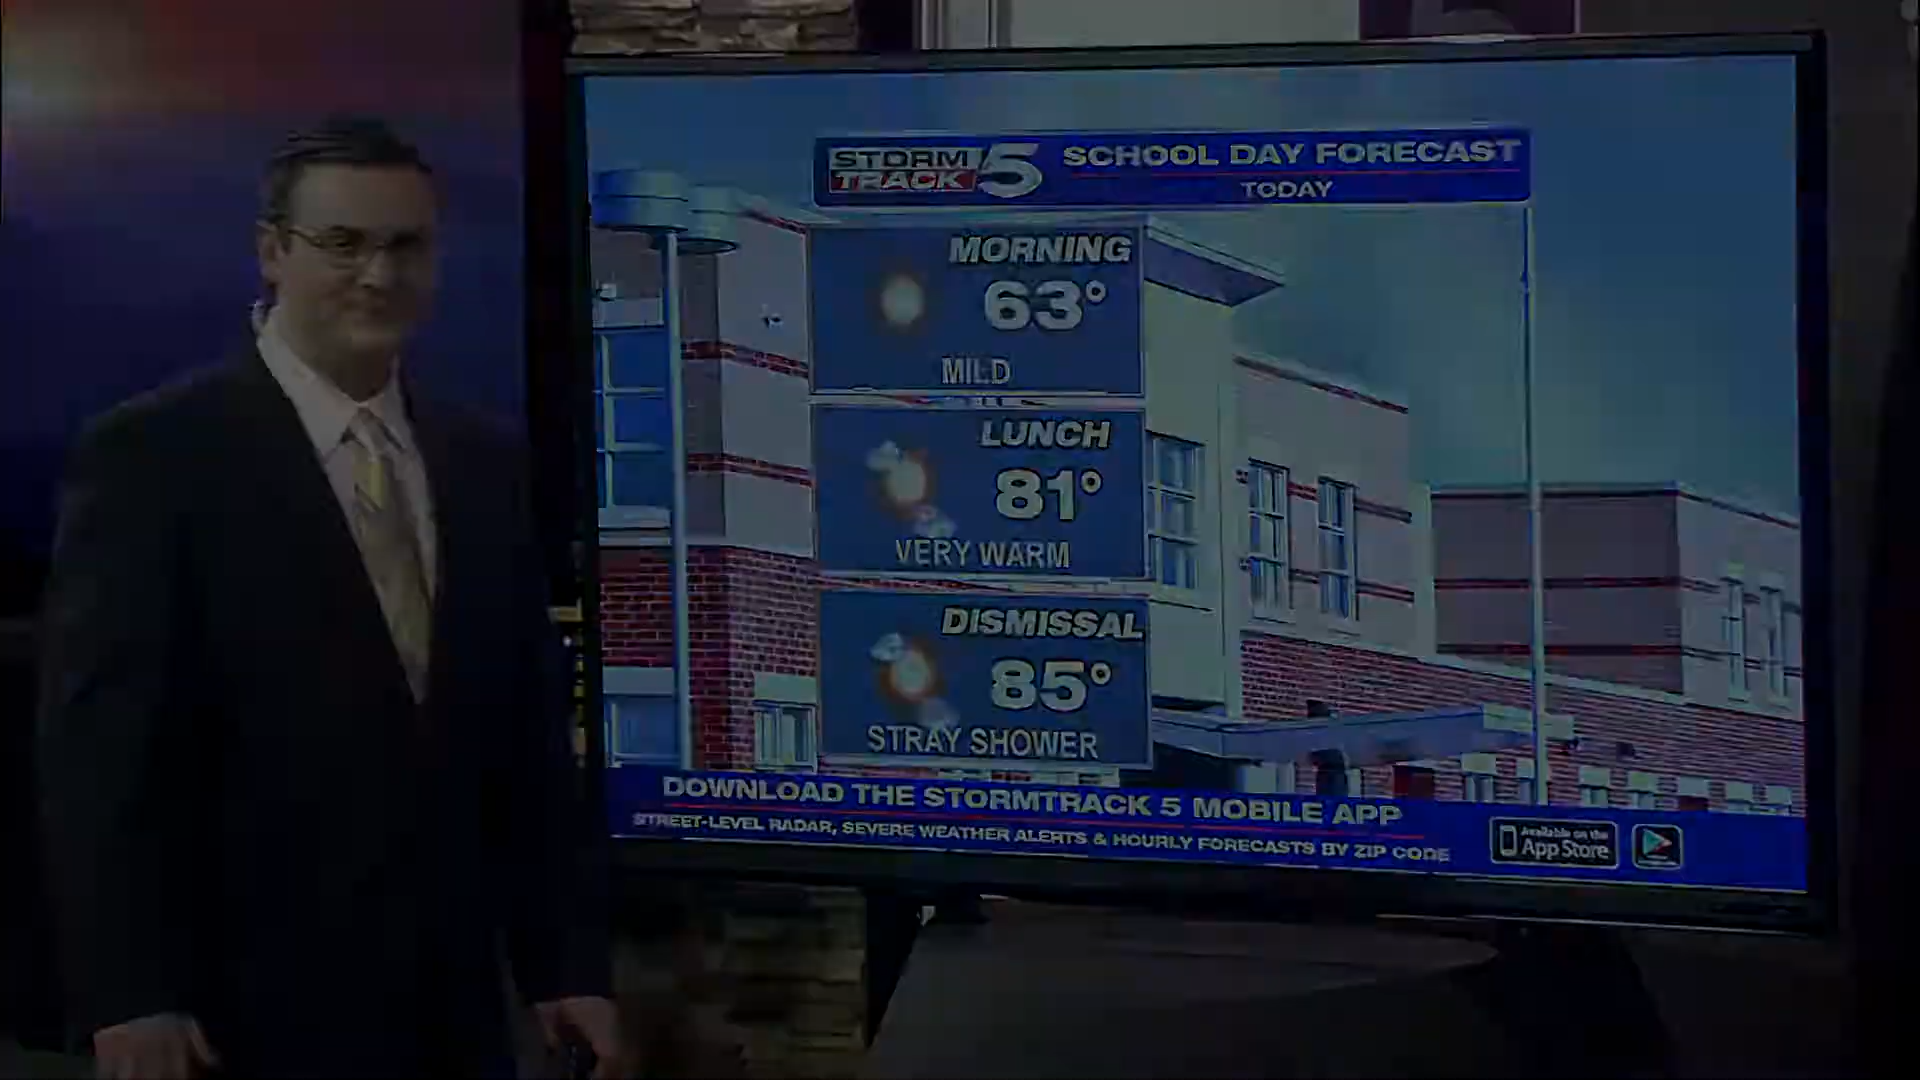 STORM TRACK 5
SCHOOL DAY FORECAST
TODAY
MORNING
63°
MILD
LUNCH
81°
VERY WARM
DISMISSAL
85°
STRAY SHOWER
DOWNLOAD THE STORMTRACK 5 MOBILE APP
STREET-LEVEL RADAR, SEVERE WEATHER ALERTS & HOURLY FORECASTS BY ZIP CODE
Available on the
App Store